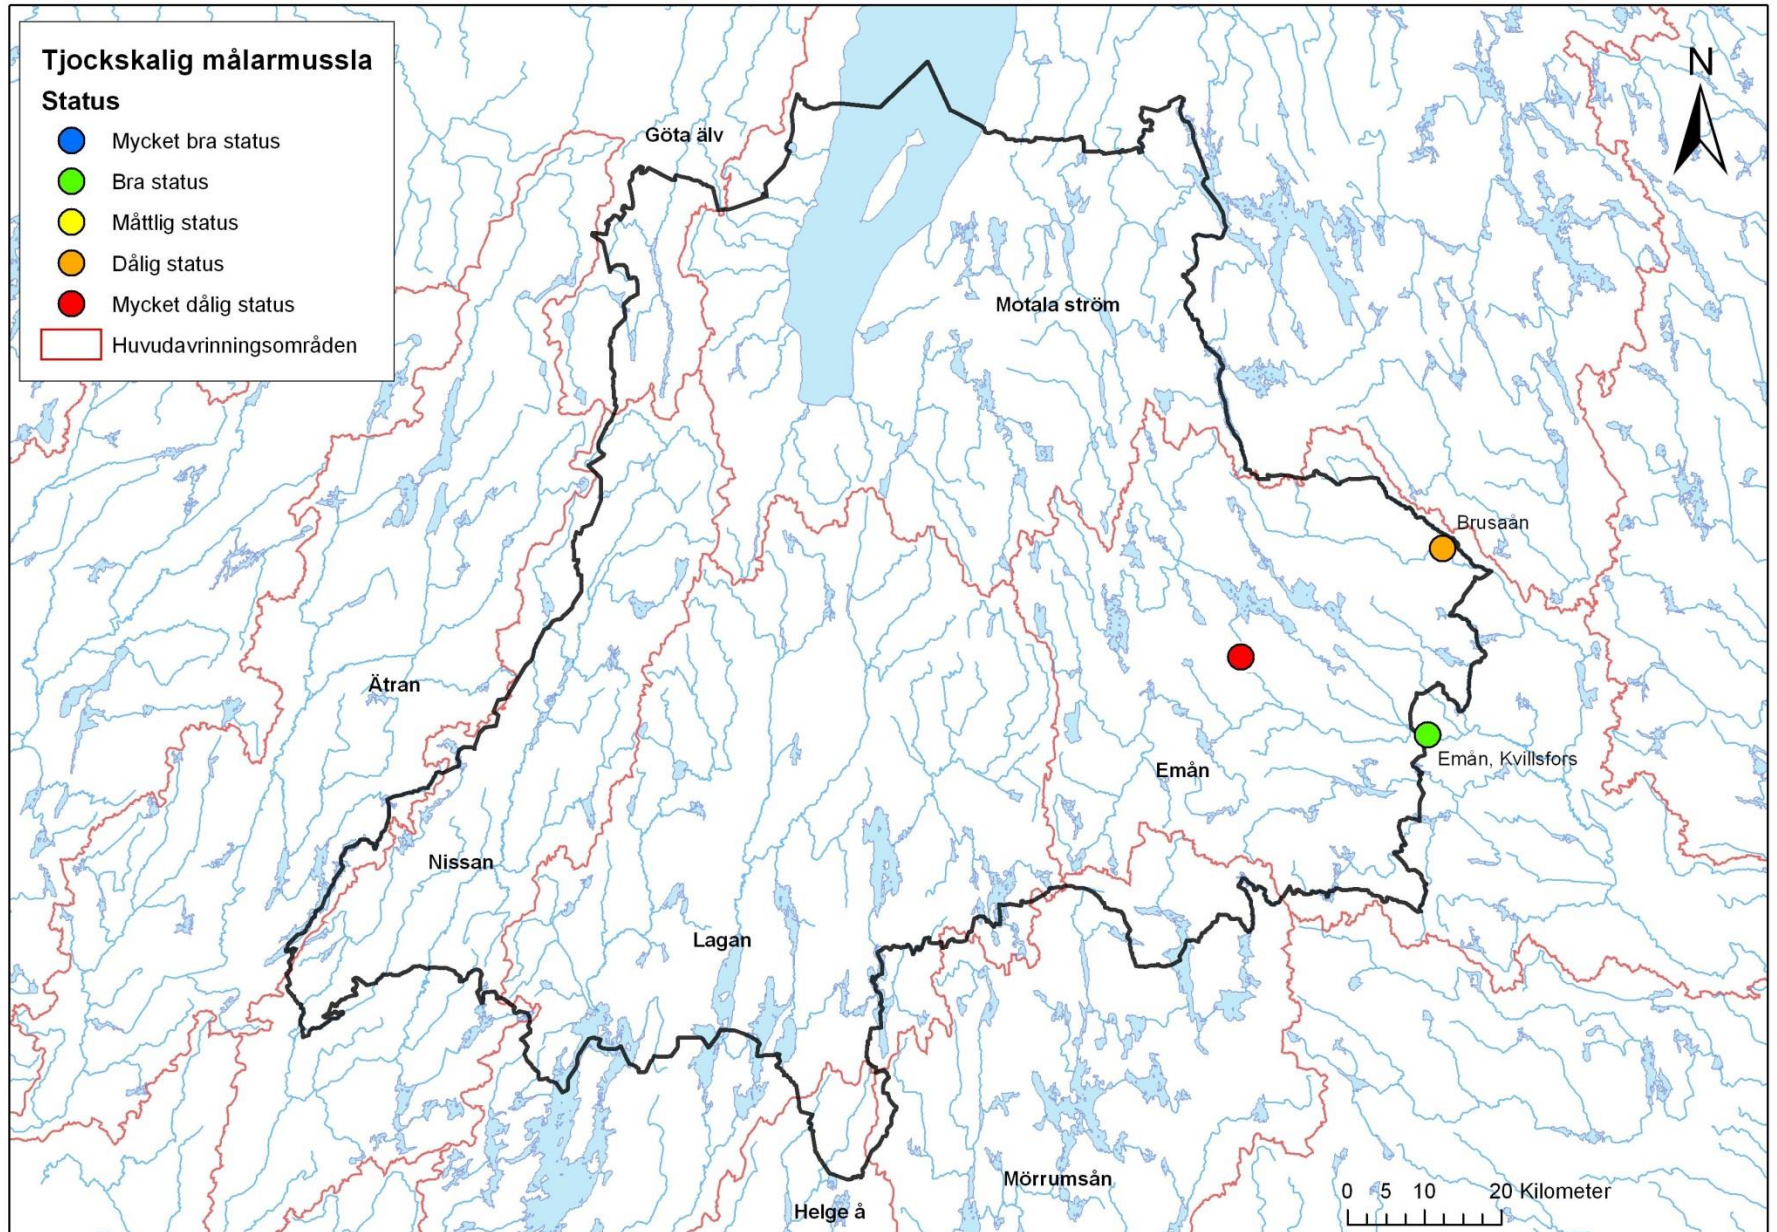 Tjockskalig målarmussla
Status
Mycket bra status
Bra status
Måttlig status
Dålig status
Mycket dålig status
Huvudavrinningsområden
N
Göta älv
Motala ström
Brusaån
Ätran
Emån, Kvillsfors
Emån
Nissan
Lagan
Mörrumsån
Helge å
0 5 10 20 Kilometer